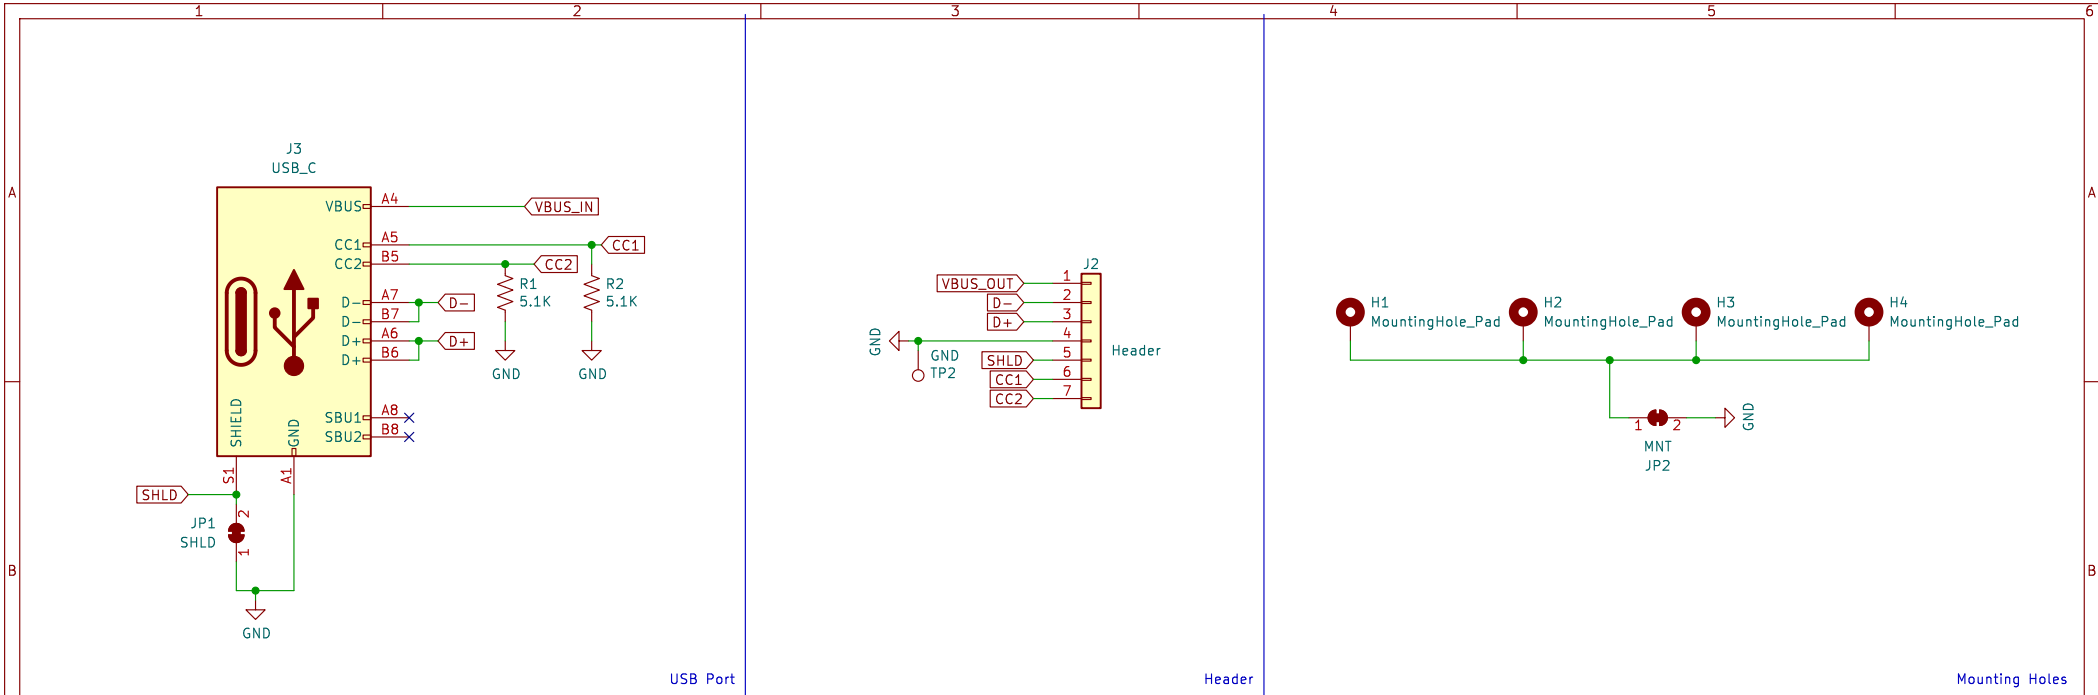 1 2 3 4 5 6
A A
B B
J3
USB_C
VBUS A4 VBUS_IN
CC1 A5 CC1
CC2 B5 CC2
D- A7 D-
D- B7
D+ A6 D+
D+ B6
SBU1 A8
SBU2 B8
SHIELD
GND
S1
A1
R1
5.1K
R2
5.1K
GND
GND
SHLD
2
JP1
SHLD
1
GND
USB Port
J2
VBUS_OUT 1
D- 2
D+ 3
4
SHLD 5
CC1 6
CC2 7
GND
GND
TP2
Header
Header
H1
MountingHole_Pad
H2
MountingHole_Pad
H3
MountingHole_Pad
H4
MountingHole_Pad
1 2
GND
MNT
JP2
Mounting Holes